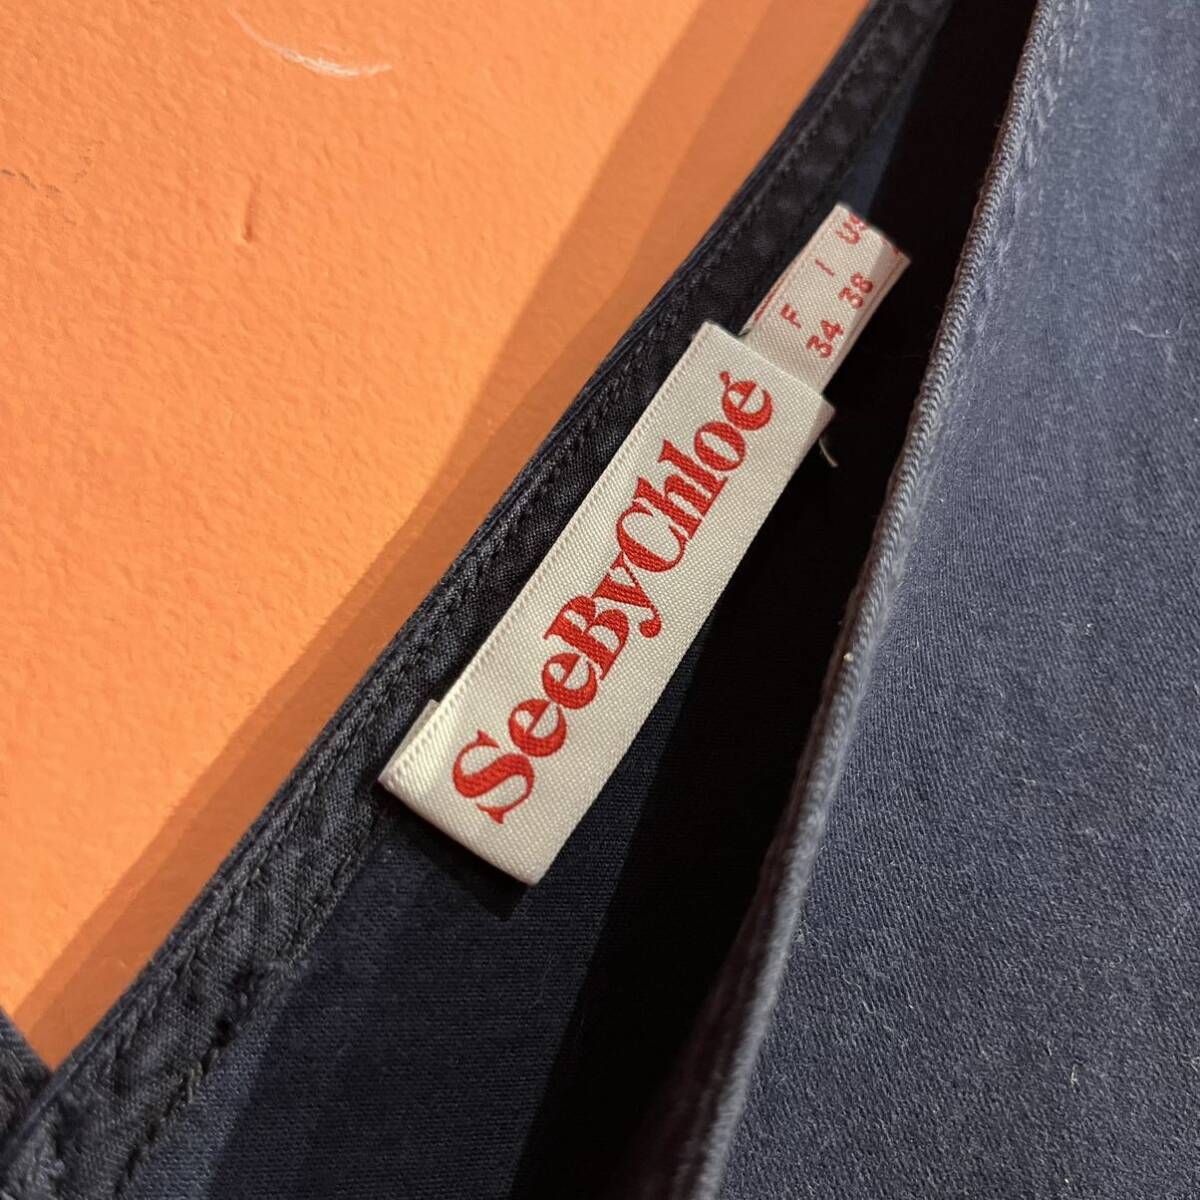 SeeByChloé
F I
34 38